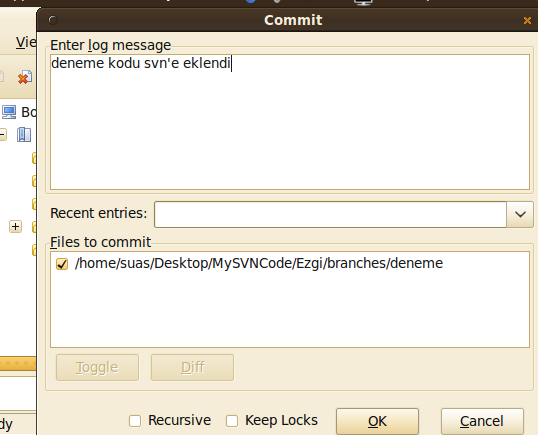 Commit
Vie
Enter log message
deneme kodu svn'e eklendi
Bo
Recent entries:
Files to commit
/home/suas/Desktop/MySVNCode/Ezgi/branches/deneme
Toggle Diff
dy
Recursive Keep Locks OK Cancel